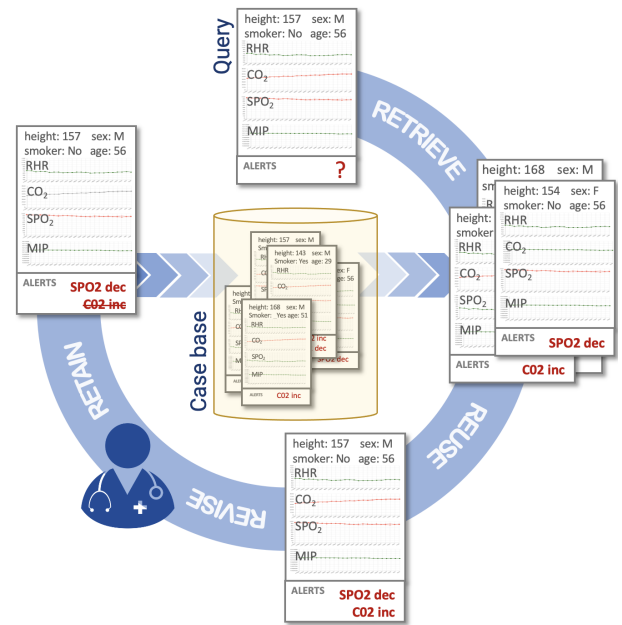 Query
height: 157 sex: M
smoker: No age: 56
RHR
CO₂
SPO₂
MIP
ALERTS
?
RETRIEVE
height: 168 sex: M
height: 154 sex: F
smoker: No age: 56
RHR
CO₂
SPO₂
MIP
ALERTS
SPO2 dec
RHR
CO₂
SPO₂
MIP
ALERTS
C02 inc
REUSE
height: 157 sex: M
smoker: No age: 56
RHR
CO₂
SPO₂
MIP
ALERTS
SPO2 dec
C02 inc
REVISE
RETAIN
height: 157 sex: M
smoker: No age: 56
RHR
CO₂
SPO₂
MIP
ALERTS
SPO2 dec
C02 inc
Case base
height: 157 sex: M
height: 143 sex: M
Smoker: Yes age: 29
RHR
CO₂
height: 168 sex: M
Smoker: Yes age: 51
RHR
CO₂
SPO₂
MIP
ALERTS
C02 inc